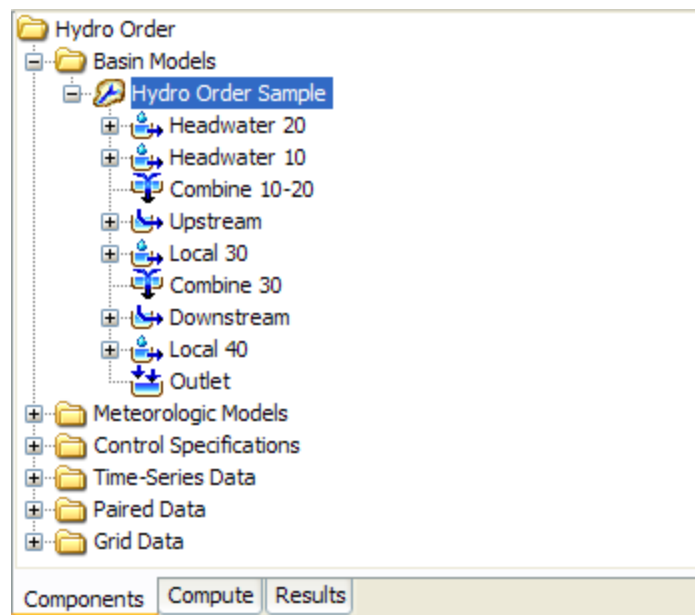 Hydro Order
Basin Models
Hydro Order Sample
Headwater 20
Headwater 10
Combine 10-20
Upstream
Local 30
Combine 30
Downstream
Local 40
Outlet
Meteorologic Models
Control Specifications
Time-Series Data
Paired Data
Grid Data
Components Compute Results